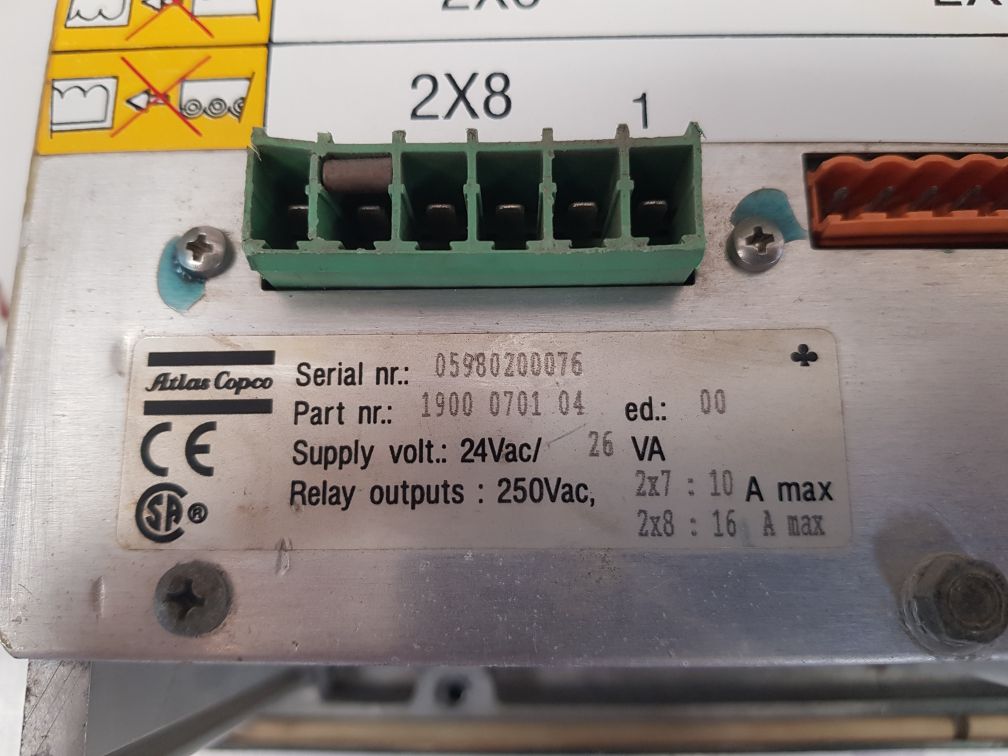 2X8
1
Atlas Copco
Serial nr.: 05980200076
Part nr.: 1900 0701 04 ed.: 00
CE
Supply volt.: 24Vac/ 26 VA
Relay outputs : 250Vac, 2x7 : 10 A max
SA®
2x8 : 16 A max